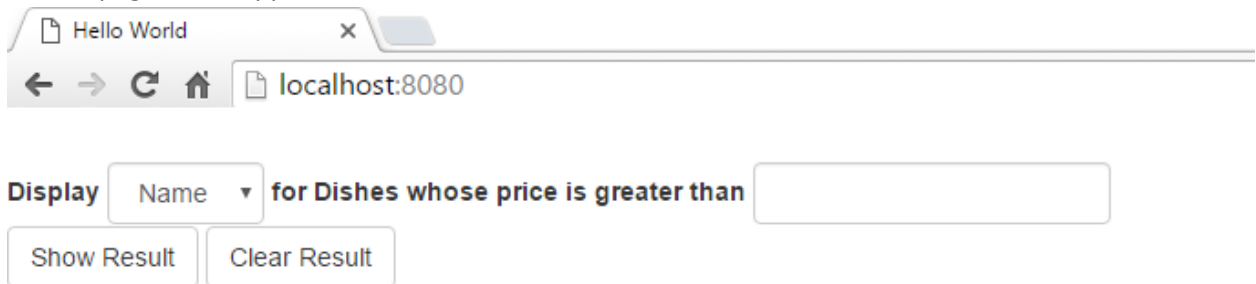 Hello World
localhost:8080
Display Name for Dishes whose price is greater than
Show Result Clear Result